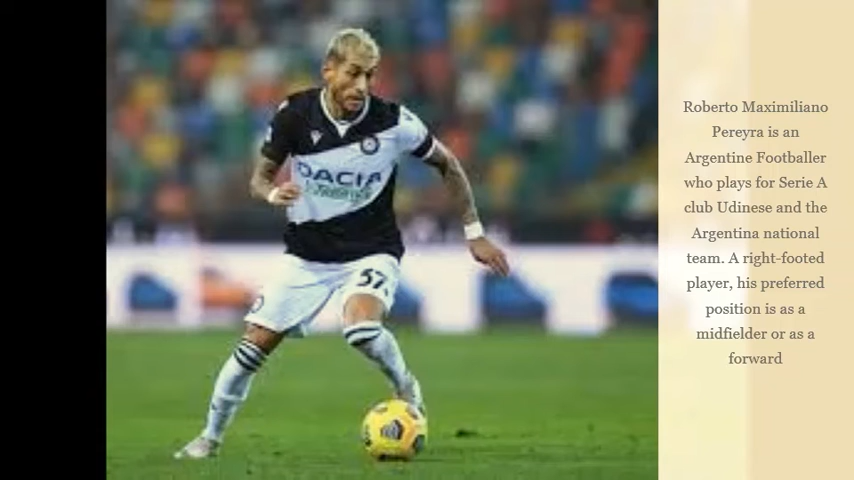 DACIA
37
Roberto Maximiliano
Pereyra is an
Argentine Footballer
who plays for Serie A
club Udinese and the
Argentina national
team. A right-footed
player, his preferred
position is as a
midfielder or as a
forward